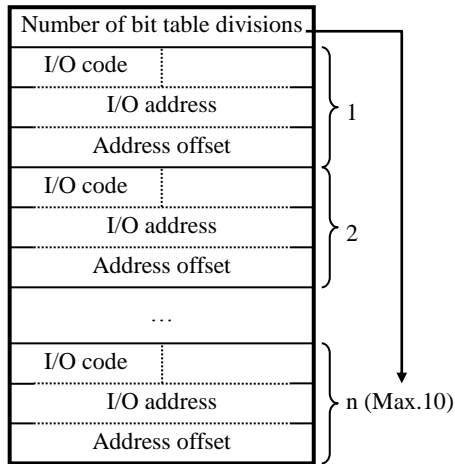 Number of bit table divisions
I/O code
I/O address
Address offset
1
I/O code
I/O address
Address offset
2
…
I/O code
I/O address
Address offset
n (Max.10)